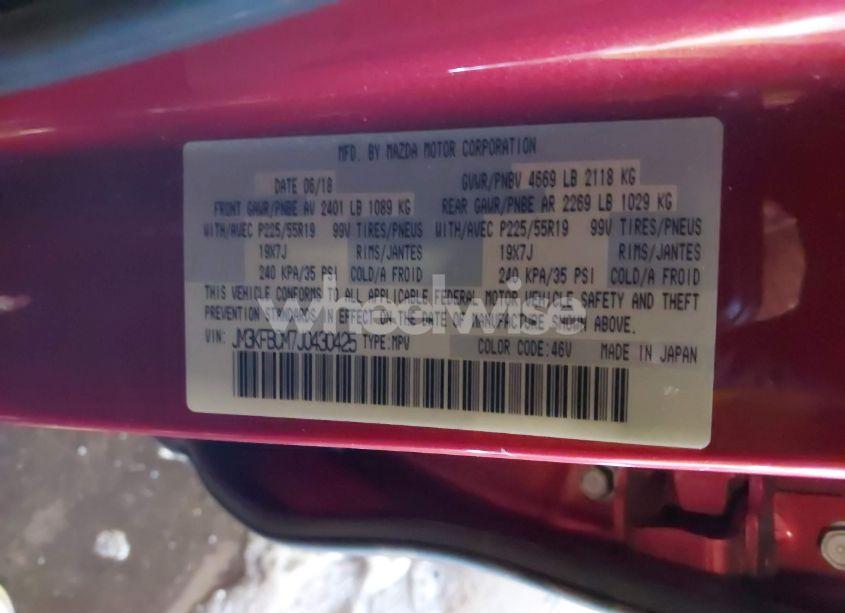 MFD. BY MAZDA MOTOR CORPORATION
DATE 06/18 GVWR/PNBV 4669 LB 2118 KG
FRONT GAWR/PNBE AV 2401 LB 1089 KG REAR GAWR/PNBE AR 2269 LB 1029 KG
WITH/AVEC P225/55R19 99V TIRES/PNEUS WITH/AVEC P225/55R19 99V TIRES/PNEUS
19X7J RIMS/JANTES 19X7J RIMS/JANTES
240 KPA/35 PSI COLD/A FROID 240 KPA/35 PSI COLD/A FROID
THIS VEHICLE CONFORMS TO ALL APPLICABLE FEDERAL MOTOR VEHICLE SAFETY AND THEFT
PREVENTION STANDARDS IN EFFECT ON THE DATE OF MANUFACTURE SHOWN ABOVE.
VIN: JM3KFBCM7J0430425 TYPE:MPV COLOR CODE:46V MADE IN JAPAN
wheelwise